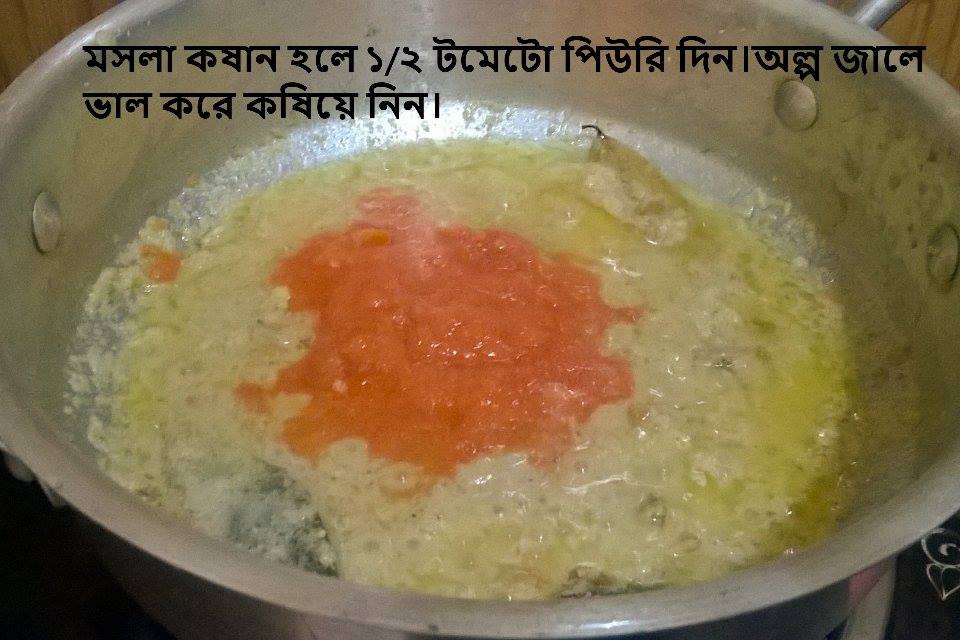 মসলা কষান হলে ১/২ টমেটো পিউরি দিন।অল্প জালে
ভাল করে কষিয়ে নিন।